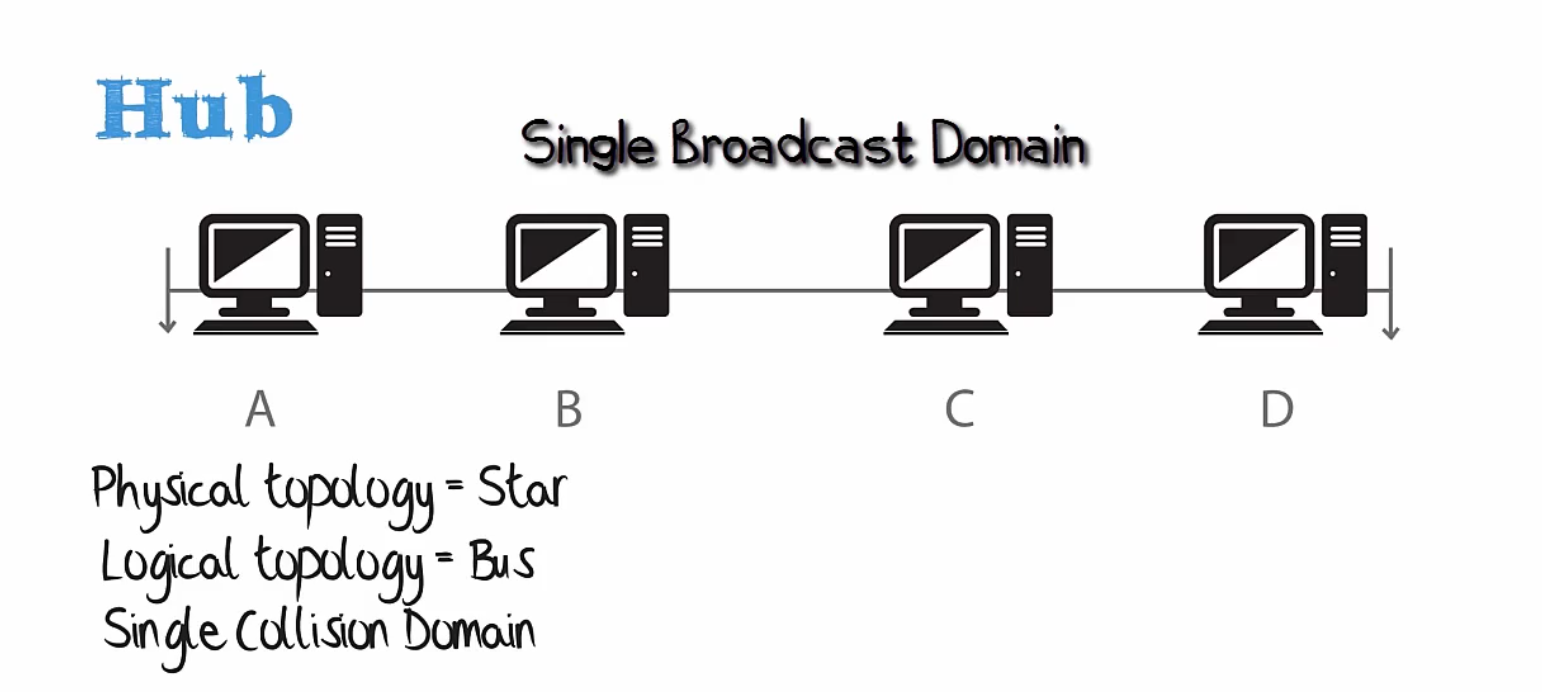 Hub
Single Broadcast Domain
A B C D
Physical topology = Star
Logical topology = Bus
Single Collision Domain